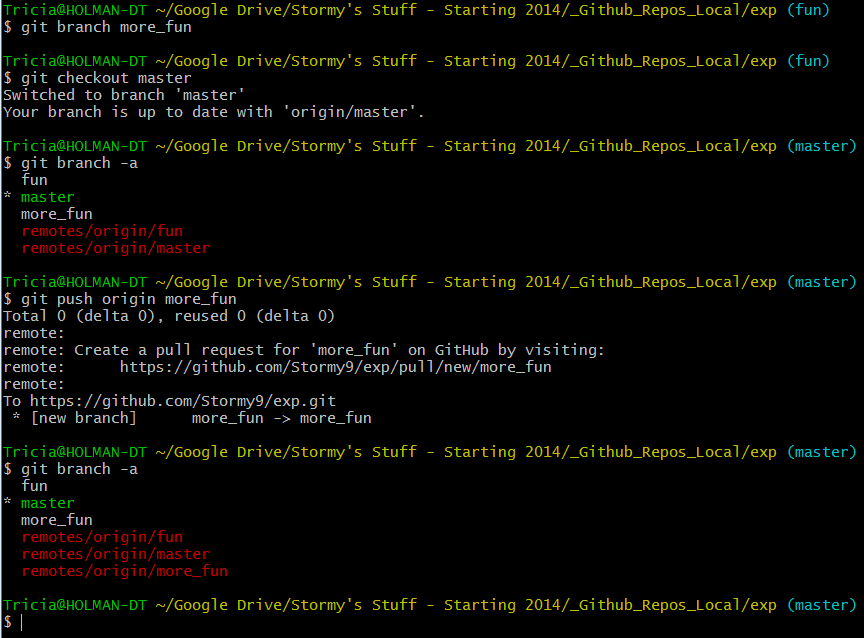 Tricia@HOLMAN-DT ~/Google Drive/Stormy's Stuff - Starting 2014/_Github_Repos_Local/exp (fun)
$ git branch more_fun

Tricia@HOLMAN-DT ~/Google Drive/Stormy's Stuff - Starting 2014/_Github_Repos_Local/exp (fun)
$ git checkout master
Switched to branch 'master'
Your branch is up to date with 'origin/master'.

Tricia@HOLMAN-DT ~/Google Drive/Stormy's Stuff - Starting 2014/_Github_Repos_Local/exp (master)
$ git branch -a
  fun
* master
  more_fun
  remotes/origin/fun
  remotes/origin/master

Tricia@HOLMAN-DT ~/Google Drive/Stormy's Stuff - Starting 2014/_Github_Repos_Local/exp (master)
$ git push origin more_fun
Total 0 (delta 0), reused 0 (delta 0)
remote:
remote: Create a pull request for 'more_fun' on GitHub by visiting:
remote:      https://github.com/Stormy9/exp/pull/new/more_fun
remote:
To https://github.com/Stormy9/exp.git
 * [new branch]      more_fun -> more_fun

Tricia@HOLMAN-DT ~/Google Drive/Stormy's Stuff - Starting 2014/_Github_Repos_Local/exp (master)
$ git branch -a
  fun
* master
  more_fun
  remotes/origin/fun
  remotes/origin/master
  remotes/origin/more_fun

Tricia@HOLMAN-DT ~/Google Drive/Stormy's Stuff - Starting 2014/_Github_Repos_Local/exp (master)
$